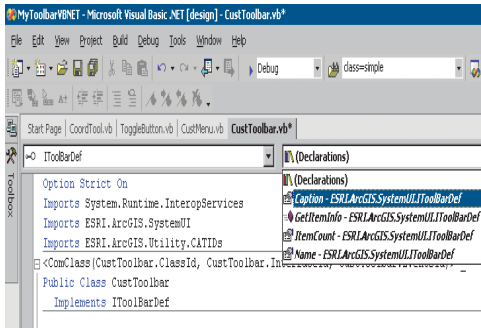 MyToolbarVBNET - Microsoft Visual Basic .NET [design] - CustToolbar.vb*
File Edit View Project Build Debug Tools Window Help
Debug class=simple
Start Page CoordTool.vb ToggleButton.vb CustMenu.vb CustToolbar.vb*
IToolBarDef (Declarations)
(Declarations)
Caption - ESRI.ArcGIS.SystemUI.IToolBarDef
GetItemInfo - ESRI.ArcGIS.SystemUI.IToolBarDef
ItemCount - ESRI.ArcGIS.SystemUI.IToolBarDef
Name - ESRI.ArcGIS.SystemUI.IToolBarDef
Toolbox
Option Strict On
Imports System.Runtime.InteropServices
Imports ESRI.ArcGIS.SystemUI
Imports ESRI.ArcGIS.Utility.CATIDs
<ComClass(CustToolbar.ClassId, _
Public Class CustToolbar
Implements IToolBarDef